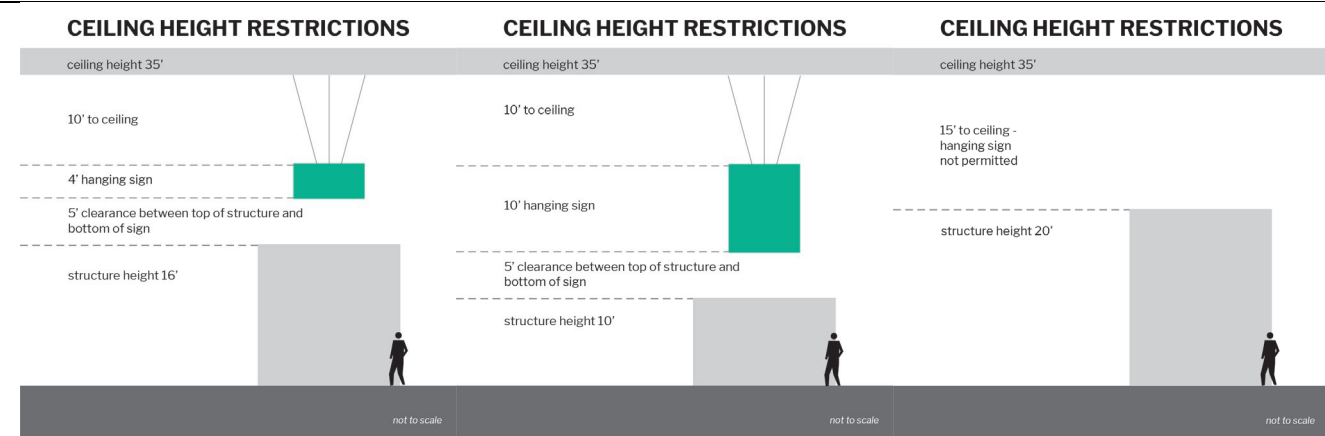 CEILING HEIGHT RESTRICTIONS
ceiling height 35'
10' to ceiling
4' hanging sign
5' clearance between top of structure and
bottom of sign
structure height 16'
not to scale
CEILING HEIGHT RESTRICTIONS
ceiling height 35'
10' to ceiling
10' hanging sign
5' clearance between top of structure and
bottom of sign
structure height 10'
not to scale
CEILING HEIGHT RESTRICTIONS
ceiling height 35'
15' to ceiling -
hanging sign
not permitted
structure height 20'
not to scale